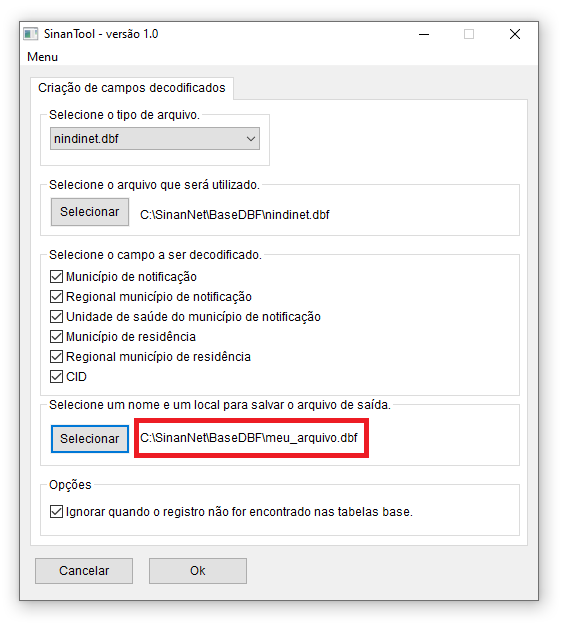 SinanTool - versão 1.0
Menu
Criação de campos decodificados
Selecione o tipo de arquivo.
nindinet.dbf
Selecione o arquivo que será utilizado.
Selecionar C:\SinanNet\BaseDBF\nindinet.dbf
Selecione o campo a ser decodificado.
Município de notificação
Regional município de notificação
Unidade de saúde do município de notificação
Município de residência
Regional município de residência
CID
Selecione um nome e um local para salvar o arquivo de saída.
Selecionar C:\SinanNet\BaseDBF\meu_arquivo.dbf
Opções
Ignorar quando o registro não for encontrado nas tabelas base.
Cancelar Ok